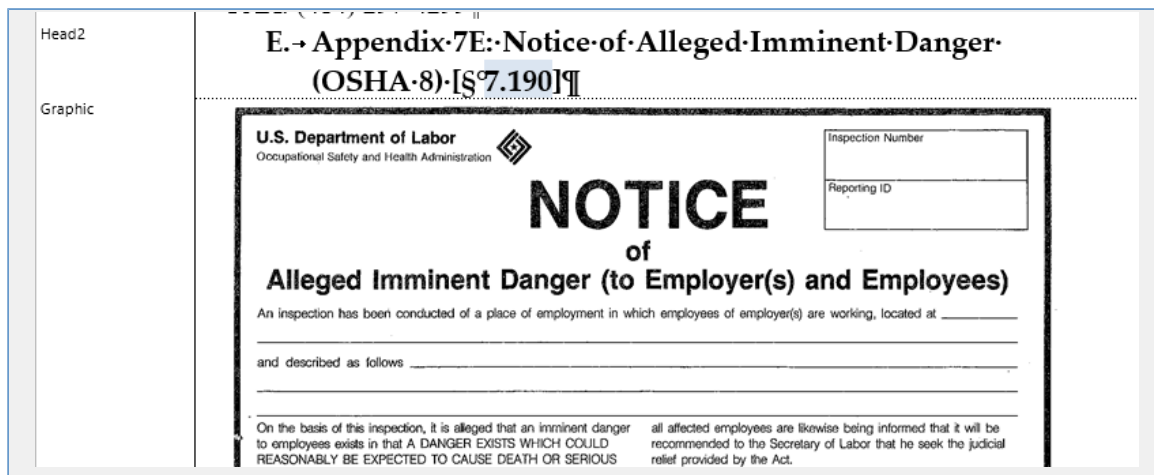 Head2
E.→ Appendix·7E:·Notice·of·Alleged·Imminent·Danger·
(OSHA·8)·[§°7.190]¶
Graphic
U.S. Department of Labor
Occupational Safety and Health Administration
Inspection Number
Reporting ID
NOTICE
of
Alleged Imminent Danger (to Employer(s) and Employees)
An inspection has been conducted of a place of employment in which employees of employer(s) are working, located at
and described as follows
On the basis of this inspection, it is alleged that an imminent danger
to employees exists in that A DANGER EXISTS WHICH COULD
REASONABLY BE EXPECTED TO CAUSE DEATH OR SERIOUS
all affected employees are likewise being informed that it will be
recommended to the Secretary of Labor that he seek the judicial
relief provided by the Act.